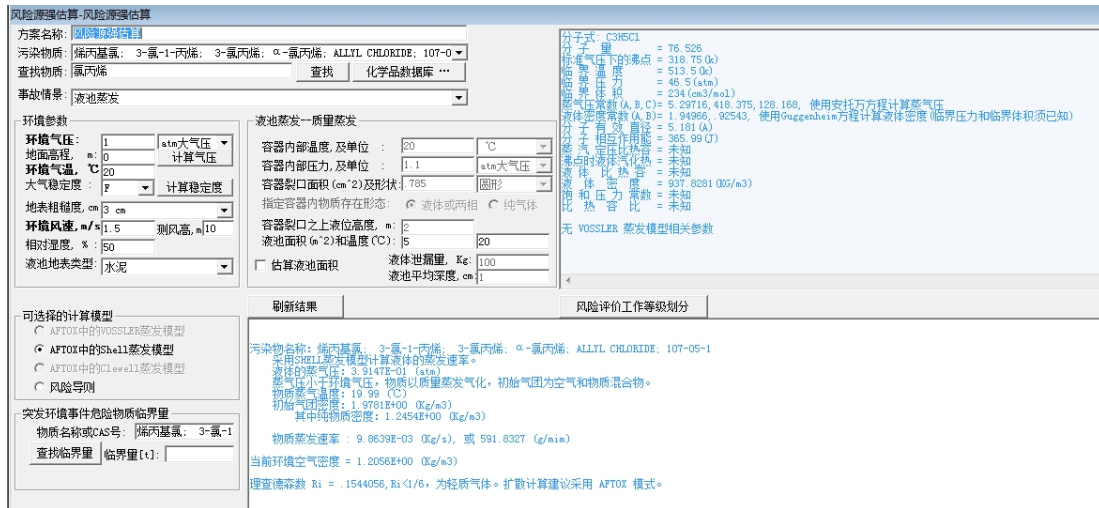 风险源强估算-风险源强估算
方案名称: 风险源强估算
污染物质: 烯丙基氯; 3-氯-1-丙烯; 3-氯丙烯; α-氯丙烯; ALLYL CHLORIDE; 107-0
查找物质: 氯丙烯 查找 化学品数据库 …
事故情景: 液池蒸发
环境参数
环境气压: 1 atm大气压
地面高程, m: 0 计算气压
环境气温, ℃ 20
大气稳定度 : F 计算稳定度
地表粗糙度, cm 3 cm
环境风速, m/s 1.5 测风高, m 10
相对湿度, % : 50
液池地表类型: 水泥
液池蒸发--质量蒸发
容器内部温度, 及单位 : 20 ℃
容器内部压力, 及单位 : 1.1 atm大气压
容器裂口面积(cm^2)及形状: .785 圆形
指定容器内物质存在形态: 液体或两相 纯气体
容器裂口之上液位高度, m: 2
液池面积(m^2)和温度(℃): 5 20
估算液池面积 液体泄漏量, Kg: 100
液池平均深度, cm: 1
分子式: C3H5Cl
分 子 量 = 76.526
标准气压下的沸点 = 318.75(k)
临 界 温 度 = 513.5(k)
临 界 压 力 = 46.5(atm)
临 界 体 积 = 234(cm3/mol)
蒸气压常数(A,B,C)= 5.29716,418.375,128.168, 使用安托万方程计算蒸气压
液体密度常数(A,B)= 1.94966,.92543, 使用Guggenheim方程计算液体密度(临界压力和临界体积须已知)
分 子 有 效 直径 = 5.181(A)
分 子 相互作用能 = 365.99(J)
蒸 汽 定压比热容 = 未知
沸点时液体汽化热 = 未知
液 体 比 热 容 = 未知
液 体 密 度 = 937.8281(KG/m3)
饱 和 压 力 常数 = 未知
比 热 容 比 = 未知
无 VOSSLER 蒸发模型相关参数
刷新结果 风险评价工作等级划分
可选择的计算模型
AFTOX中的VOSSLER蒸发模型
AFTOX中的Shell蒸发模型
AFTOX中的Clewell蒸发模型
风险导则
突发环境事件危险物质临界量
物质名称或CAS号: 烯丙基氯; 3-氯-1
查找临界量 临界量[t]:
污染物名称: 烯丙基氯; 3-氯-1-丙烯; 3-氯丙烯; α-氯丙烯; ALLYL CHLORIDE; 107-05-1
采用SHELL蒸发模型计算液体的蒸发速率。
液体的蒸气压: 3.9147E-01 (atm)
蒸气压小于环境气压, 物质以质量蒸发气化, 初始气团为空气和物质混合物。
物质蒸气温度: 19.99 (℃)
初始气团密度: 1.9781E+00 (Kg/m3)
其中纯物质密度: 1.2454E+00 (Kg/m3)
物质蒸发速率 : 9.8639E-03 (Kg/s), 或 591.8327 (g/min)
当前环境空气密度 = 1.2056E+00 (Kg/m3)
理查德森数 Ri = .1544056,Ri<1/6, 为轻质气体。扩散计算建议采用 AFTOX 模式。